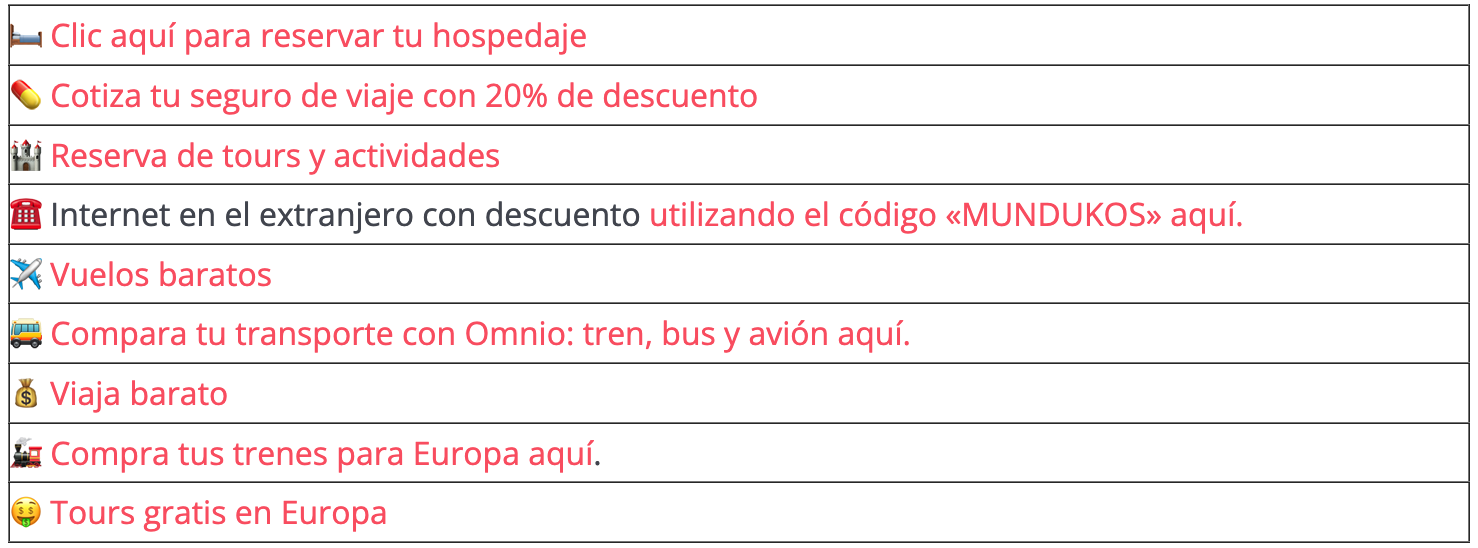 Clic aquí para reservar tu hospedaje
Cotiza tu seguro de viaje con 20% de descuento
Reserva de tours y actividades
Internet en el extranjero con descuento utilizando el código «MUNDUKOS» aquí.
Vuelos baratos
Compara tu transporte con Omnio: tren, bus y avión aquí.
Viaja barato
Compra tus trenes para Europa aquí.
Tours gratis en Europa